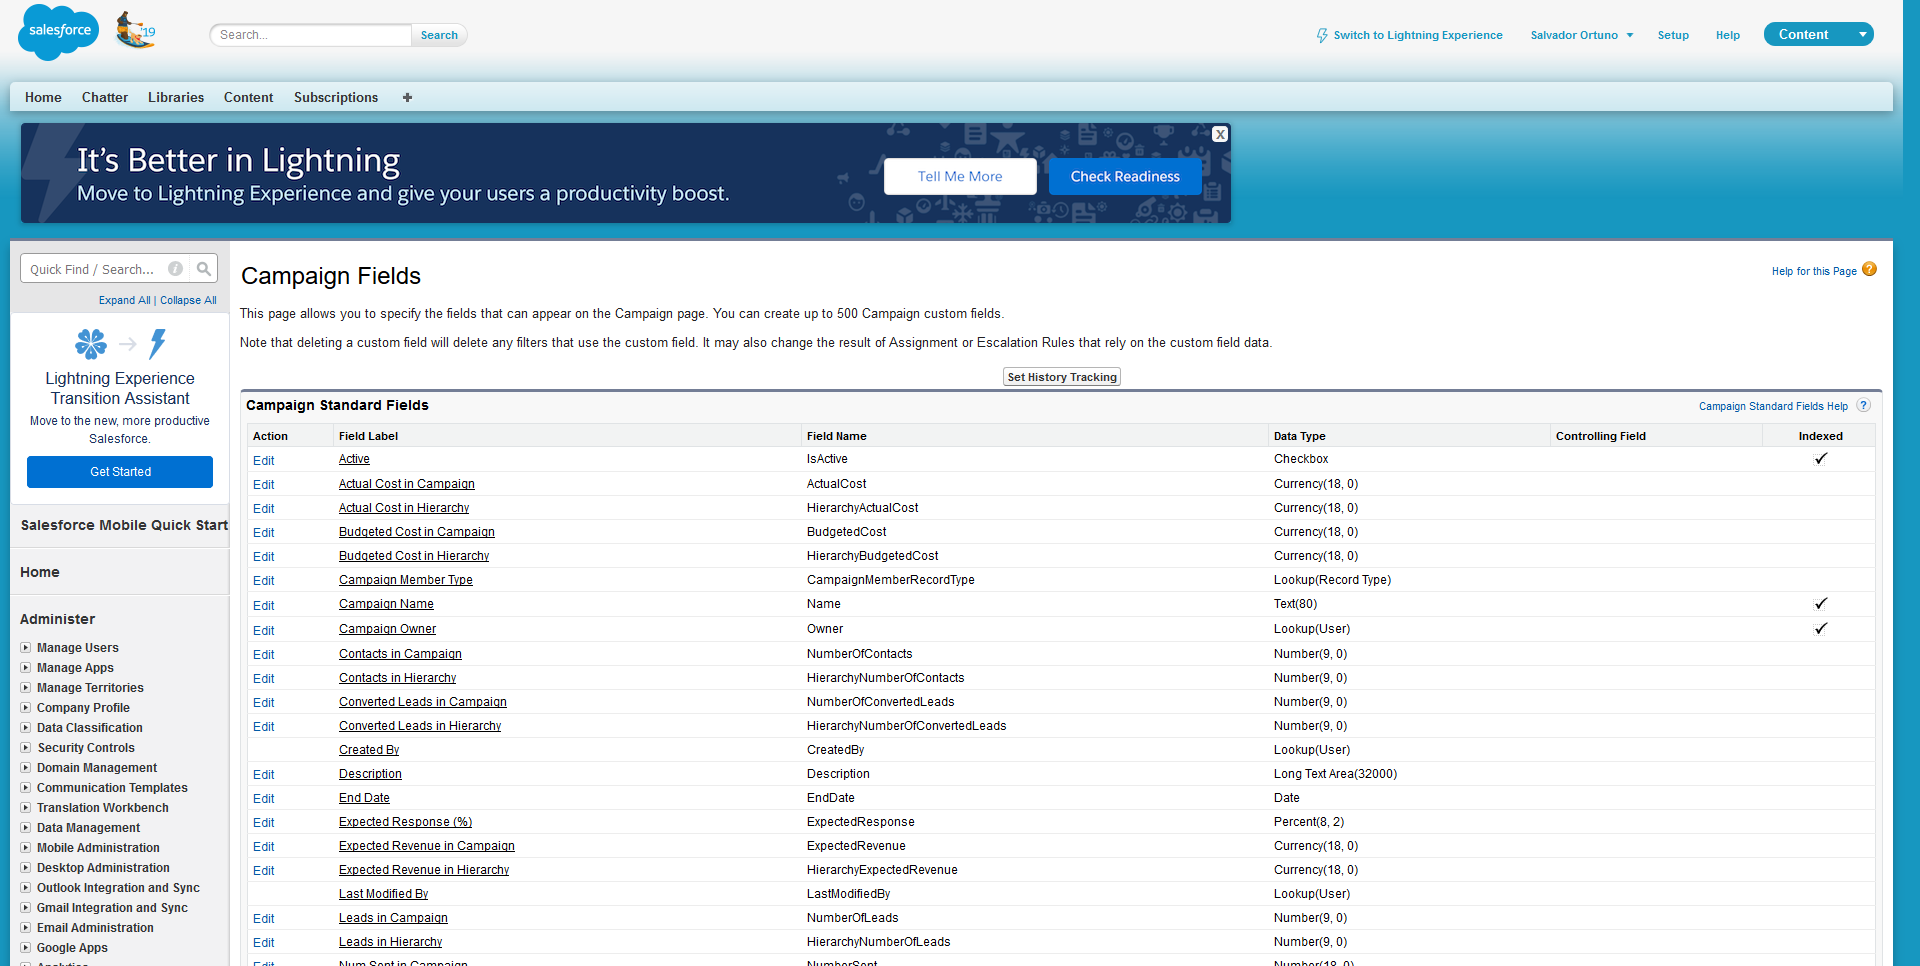 salesforce
'19
Search...
Search
Switch to Lightning Experience
Salvador Ortuno
Setup
Help
Content
Home
Chatter
Libraries
Content
Subscriptions
+
It's Better in Lightning
Move to Lightning Experience and give your users a productivity boost.
Tell Me More
Check Readiness
X
Quick Find / Search...
Expand All | Collapse All
Lightning Experience
Transition Assistant
Move to the new, more productive
Salesforce.
Get Started
Salesforce Mobile Quick Start
Home
Administer
Manage Users
Manage Apps
Manage Territories
Company Profile
Data Classification
Security Controls
Domain Management
Communication Templates
Translation Workbench
Data Management
Mobile Administration
Desktop Administration
Outlook Integration and Sync
Gmail Integration and Sync
Email Administration
Google Apps
Analytics
Campaign Fields
Help for this Page ?
This page allows you to specify the fields that can appear on the Campaign page. You can create up to 500 Campaign custom fields.
Note that deleting a custom field will delete any filters that use the custom field. It may also change the result of Assignment or Escalation Rules that rely on the custom field data.
Set History Tracking
Campaign Standard Fields
Campaign Standard Fields Help ?
Action Field Label Field Name Data Type Controlling Field Indexed
Edit Active IsActive Checkbox ✓
Edit Actual Cost in Campaign ActualCost Currency(18, 0)
Edit Actual Cost in Hierarchy HierarchyActualCost Currency(18, 0)
Edit Budgeted Cost in Campaign BudgetedCost Currency(18, 0)
Edit Budgeted Cost in Hierarchy HierarchyBudgetedCost Currency(18, 0)
Edit Campaign Member Type CampaignMemberRecordType Lookup(Record Type)
Edit Campaign Name Name Text(80) ✓
Edit Campaign Owner Owner Lookup(User) ✓
Edit Contacts in Campaign NumberOfContacts Number(9, 0)
Edit Contacts in Hierarchy HierarchyNumberOfContacts Number(9, 0)
Edit Converted Leads in Campaign NumberOfConvertedLeads Number(9, 0)
Edit Converted Leads in Hierarchy HierarchyNumberOfConvertedLeads Number(9, 0)
Created By CreatedBy Lookup(User)
Edit Description Description Long Text Area(32000)
Edit End Date EndDate Date
Edit Expected Response (%) ExpectedResponse Percent(8, 2)
Edit Expected Revenue in Campaign ExpectedRevenue Currency(18, 0)
Edit Expected Revenue in Hierarchy HierarchyExpectedRevenue Currency(18, 0)
Last Modified By LastModifiedBy Lookup(User)
Edit Leads in Campaign NumberOfLeads Number(9, 0)
Edit Leads in Hierarchy HierarchyNumberOfLeads Number(9, 0)
Edit Num Sent in Campaign NumberSent Number(18, 0)